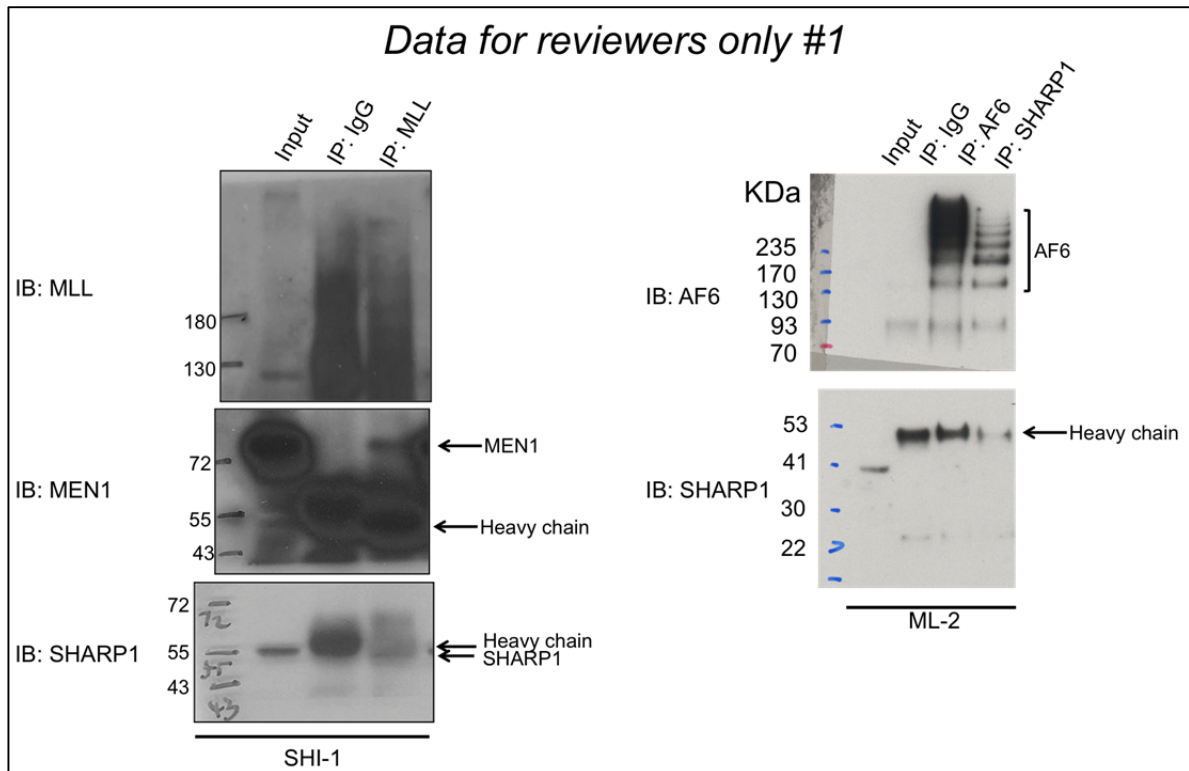 Data for reviewers only #1
Input
IP: IgG
IP: MLL
IB: MLL
180
130
IB: MEN1
72
55
43
MEN1
Heavy chain
IB: SHARP1
72
55
43
72
55
43
Heavy chain
SHARP1
SHI-1
Input
IP: IgG
IP: AF6
IP: SHARP1
KDa
235
170
130
93
70
IB: AF6
AF6
IB: SHARP1
53
41
30
22
Heavy chain
ML-2